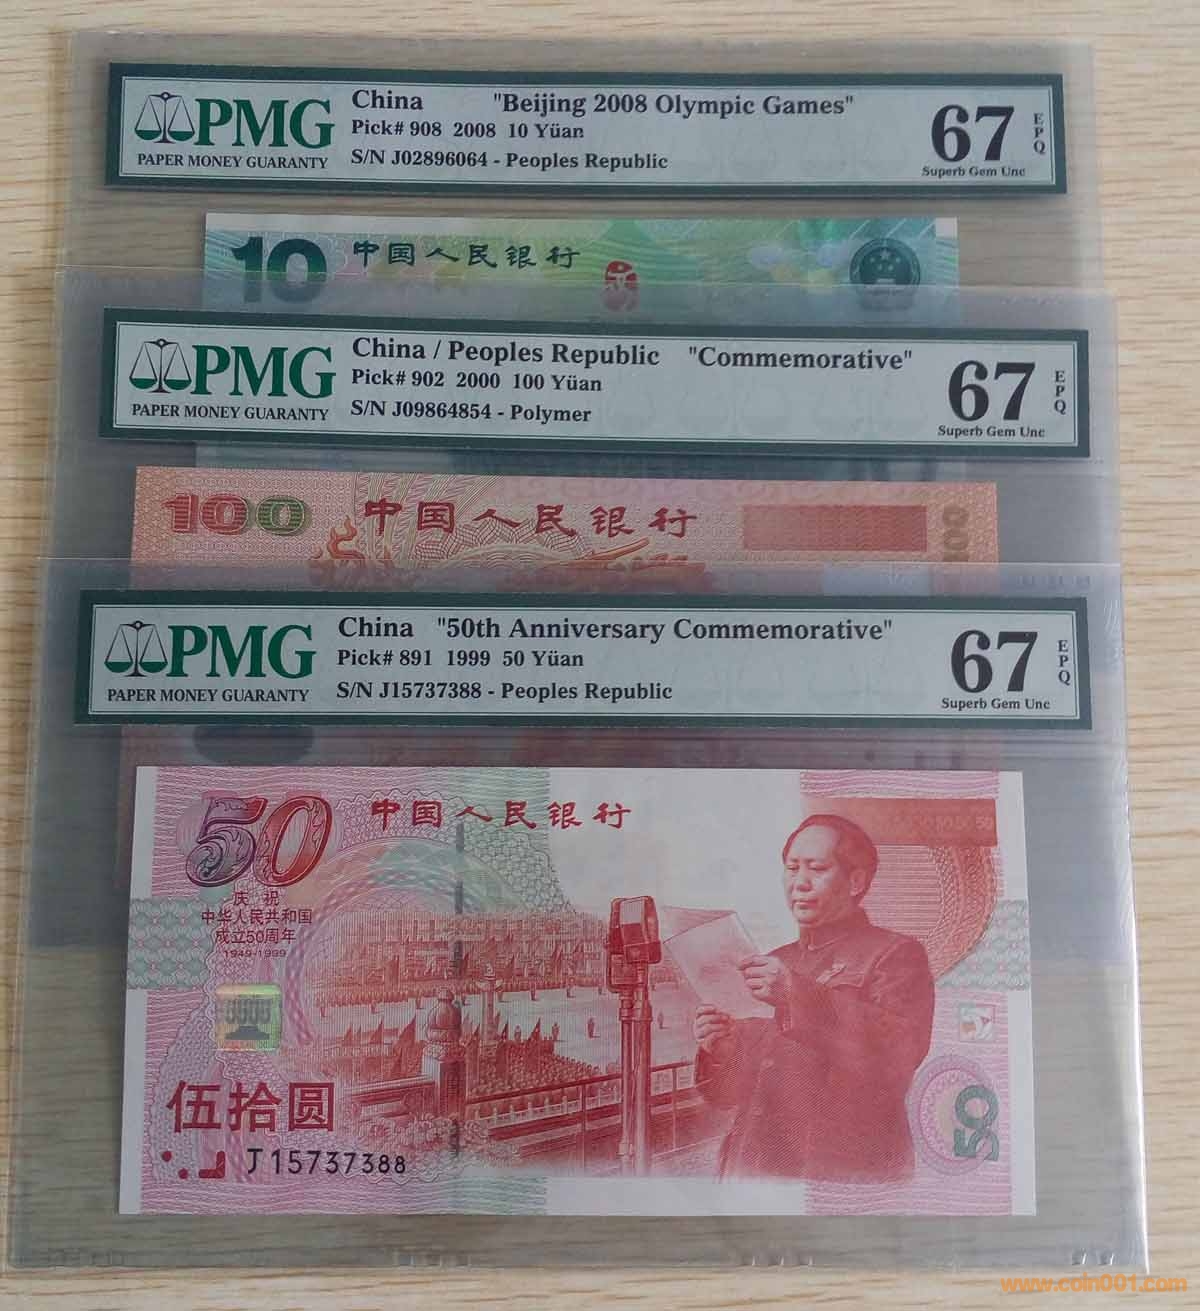 PMG
PAPER MONEY GUARANTY
China "Beijing 2008 Olympic Games"
Pick# 908 2008 10 Yüan
S/N J02896064 - Peoples Republic
67
EPQ
Superb Gem Unc
10 中国人民银行
PMG
PAPER MONEY GUARANTY
China / Peoples Republic "Commemorative"
Pick# 902 2000 100 Yüan
S/N J09864854 - Polymer
67
EPQ
Superb Gem Unc
100 中国人民银行
100
PMG
PAPER MONEY GUARANTY
China "50th Anniversary Commemorative"
Pick# 891 1999 50 Yüan
S/N J15737388 - Peoples Republic
67
EPQ
Superb Gem Unc
50 中国人民银行
庆祝
中华人民共和国
成立50周年
1949-1999
伍拾圆
J15737388
50
www.coin001.com